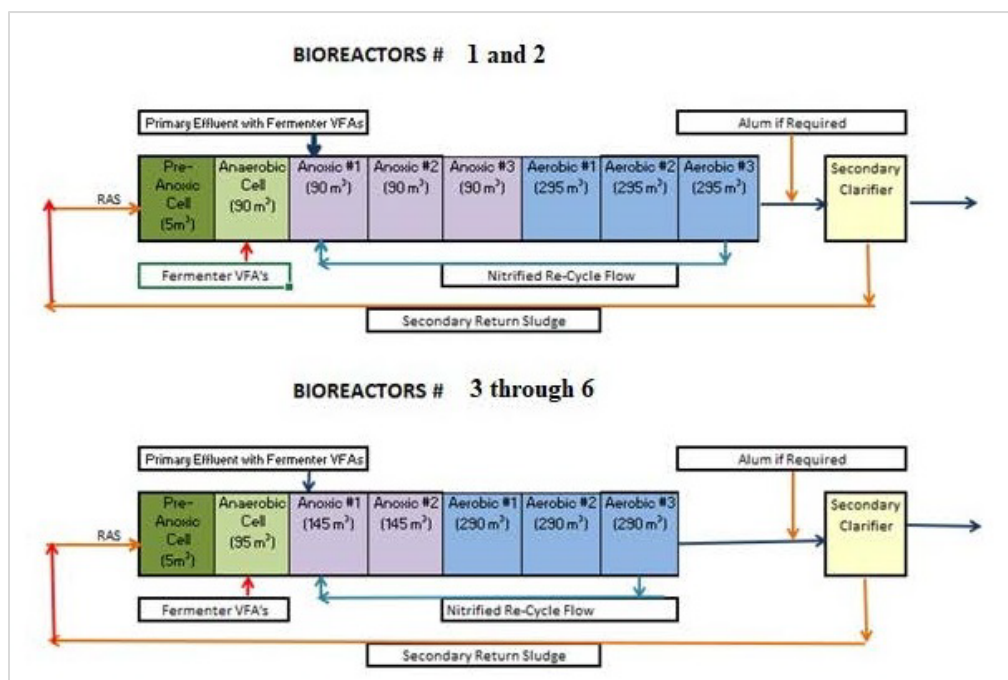 BIOREACTORS # 1 and 2
Primary Effluent with Fermenter VFAs
Alum if Required
RAS
Pre-
Anoxic
Cell
(5m³)
Anaerobic
Cell
(90 m³)
Anoxic #1
(90 m³)
Anoxic #2
(90 m³)
Anoxic #3
(90 m³)
Aerobic #1
(295 m³)
Aerobic #2
(295 m³)
Aerobic #3
(295 m³)
Secondary
Clarifier
Fermenter VFA's
Nitrified Re-Cycle Flow
Secondary Return Sludge
BIOREACTORS # 3 through 6
Primary Effluent with Fermenter VFAs
Alum if Required
RAS
Pre-
Anoxic
Cell
(5m³)
Anaerobic
Cell
(95 m³)
Anoxic #1
(145 m³)
Anoxic #2
(145 m³)
Aerobic #1
(290 m³)
Aerobic #2
(290 m³)
Aerobic #3
(290 m³)
Secondary
Clarifier
Fermenter VFA's
Nitrified Re-Cycle Flow
Secondary Return Sludge